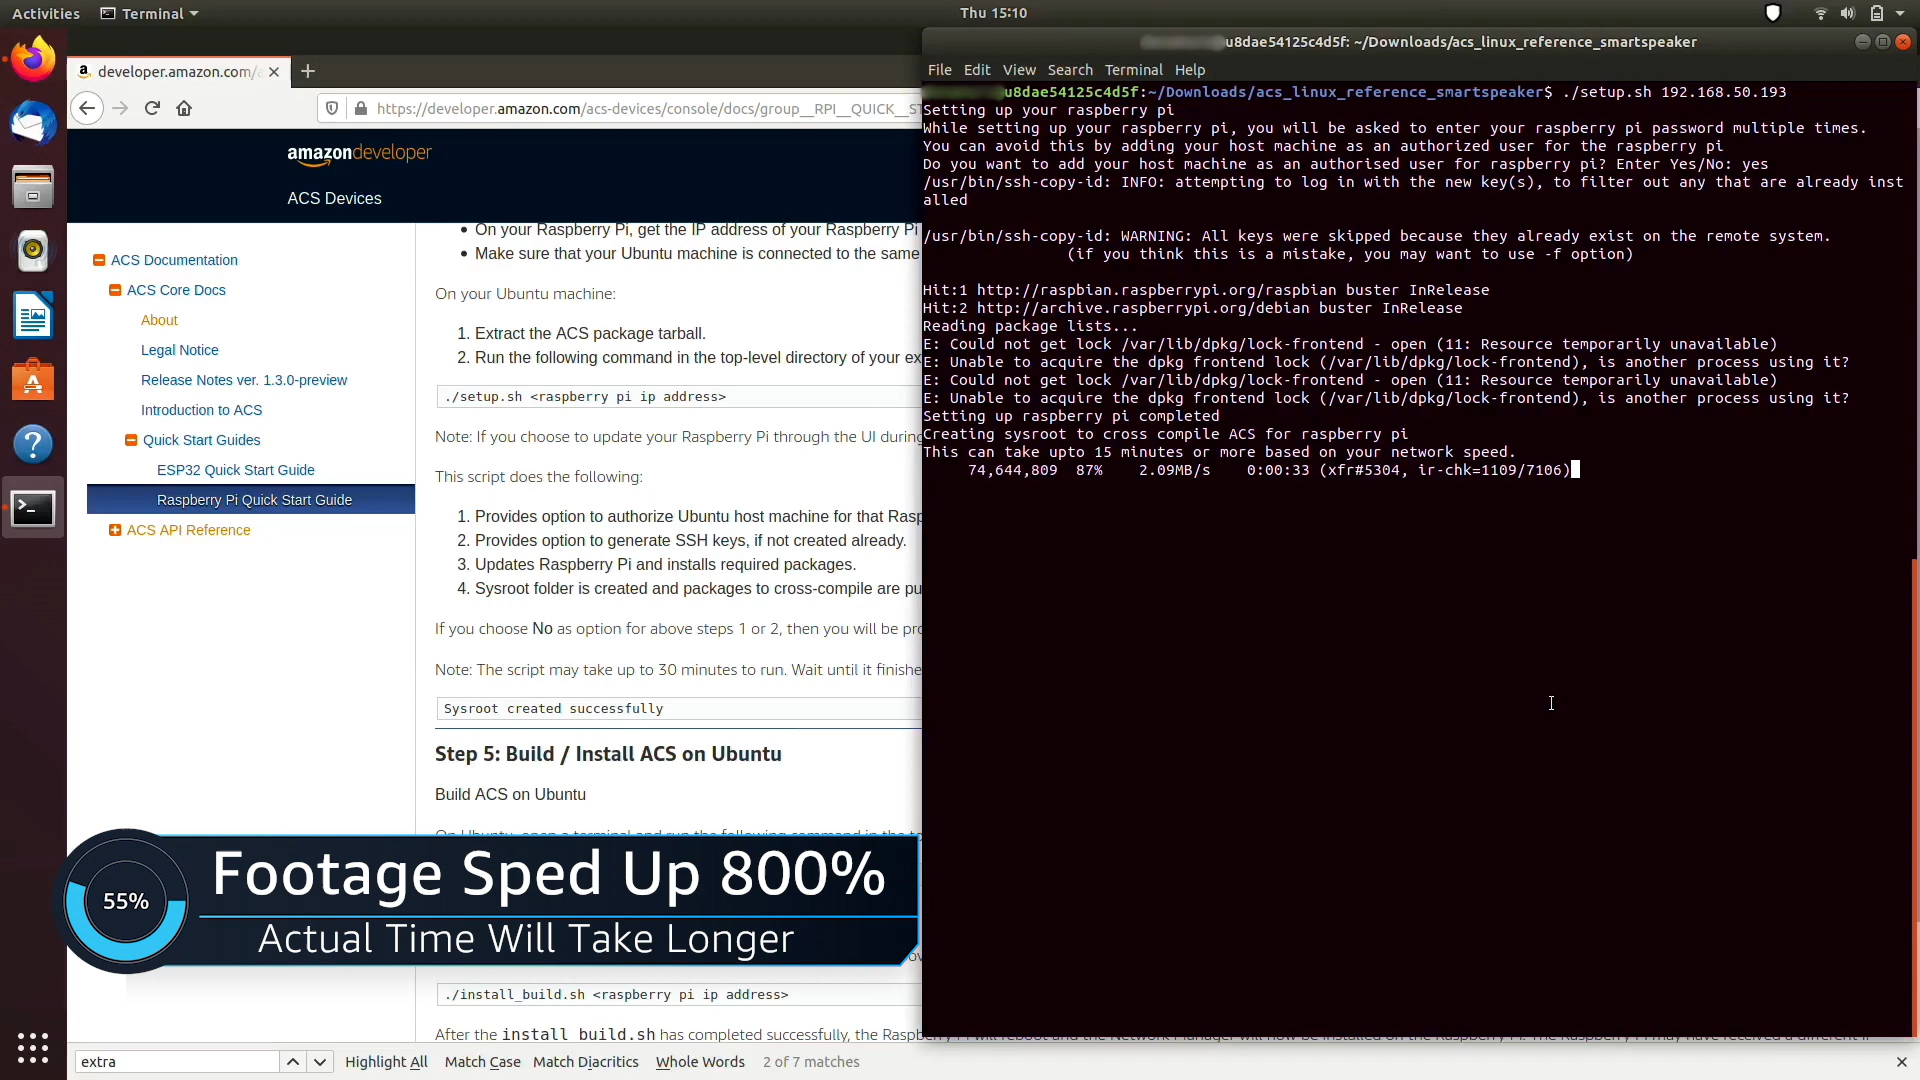 Activities
Terminal
Thu 15:10
developer.amazon.com/a
https://developer.amazon.com/acs-devices/console/docs/group__RPI__QUICK__ST
amazondeveloper
ACS Devices
ACS Documentation
ACS Core Docs
About
Legal Notice
Release Notes ver. 1.3.0-preview
Introduction to ACS
Quick Start Guides
ESP32 Quick Start Guide
Raspberry Pi Quick Start Guide
ACS API Reference
• On your Raspberry Pi, get the IP address of your Raspberry Pi
• Make sure that your Ubuntu machine is connected to the same
On your Ubuntu machine:
1. Extract the ACS package tarball.
2. Run the following command in the top-level directory of your ex
./setup.sh <raspberry pi ip address>
Note: If you choose to update your Raspberry Pi through the UI during
This script does the following:
1. Provides option to authorize Ubuntu host machine for that Rasp
2. Provides option to generate SSH keys, if not created already.
3. Updates Raspberry Pi and installs required packages.
4. Sysroot folder is created and packages to cross-compile are pu
If you choose No as option for above steps 1 or 2, then you will be pro
Note: The script may take up to 30 minutes to run. Wait until it finishe
Sysroot created successfully
Step 5: Build / Install ACS on Ubuntu
Build ACS on Ubuntu
55%
Footage Sped Up 800%
Actual Time Will Take Longer
./install_build.sh <raspberry pi ip address>
After the install_build.sh has completed successfully, the Raspb
extra
Highlight All
Match Case
Match Diacritics
Whole Words
2 of 7 matches
u8dae54125c4d5f: ~/Downloads/acs_linux_reference_smartspeaker
File Edit View Search Terminal Help
u8dae54125c4d5f:~/Downloads/acs_linux_reference_smartspeaker$ ./setup.sh 192.168.50.193
Setting up your raspberry pi
While setting up your raspberry pi, you will be asked to enter your raspberry pi password multiple times.
You can avoid this by adding your host machine as an authorized user for the raspberry pi
Do you want to add your host machine as an authorised user for raspberry pi? Enter Yes/No: yes
/usr/bin/ssh-copy-id: INFO: attempting to log in with the new key(s), to filter out any that are already inst
alled
/usr/bin/ssh-copy-id: WARNING: All keys were skipped because they already exist on the remote system.
(if you think this is a mistake, you may want to use -f option)
Hit:1 http://raspbian.raspberrypi.org/raspbian buster InRelease
Hit:2 http://archive.raspberrypi.org/debian buster InRelease
Reading package lists...
E: Could not get lock /var/lib/dpkg/lock-frontend - open (11: Resource temporarily unavailable)
E: Unable to acquire the dpkg frontend lock (/var/lib/dpkg/lock-frontend), is another process using it?
E: Could not get lock /var/lib/dpkg/lock-frontend - open (11: Resource temporarily unavailable)
E: Unable to acquire the dpkg frontend lock (/var/lib/dpkg/lock-frontend), is another process using it?
Setting up raspberry pi completed
Creating sysroot to cross compile ACS for raspberry pi
This can take upto 15 minutes or more based on your network speed.
74,644,809 87% 2.09MB/s 0:00:33 (xfr#5304, ir-chk=1109/7106)